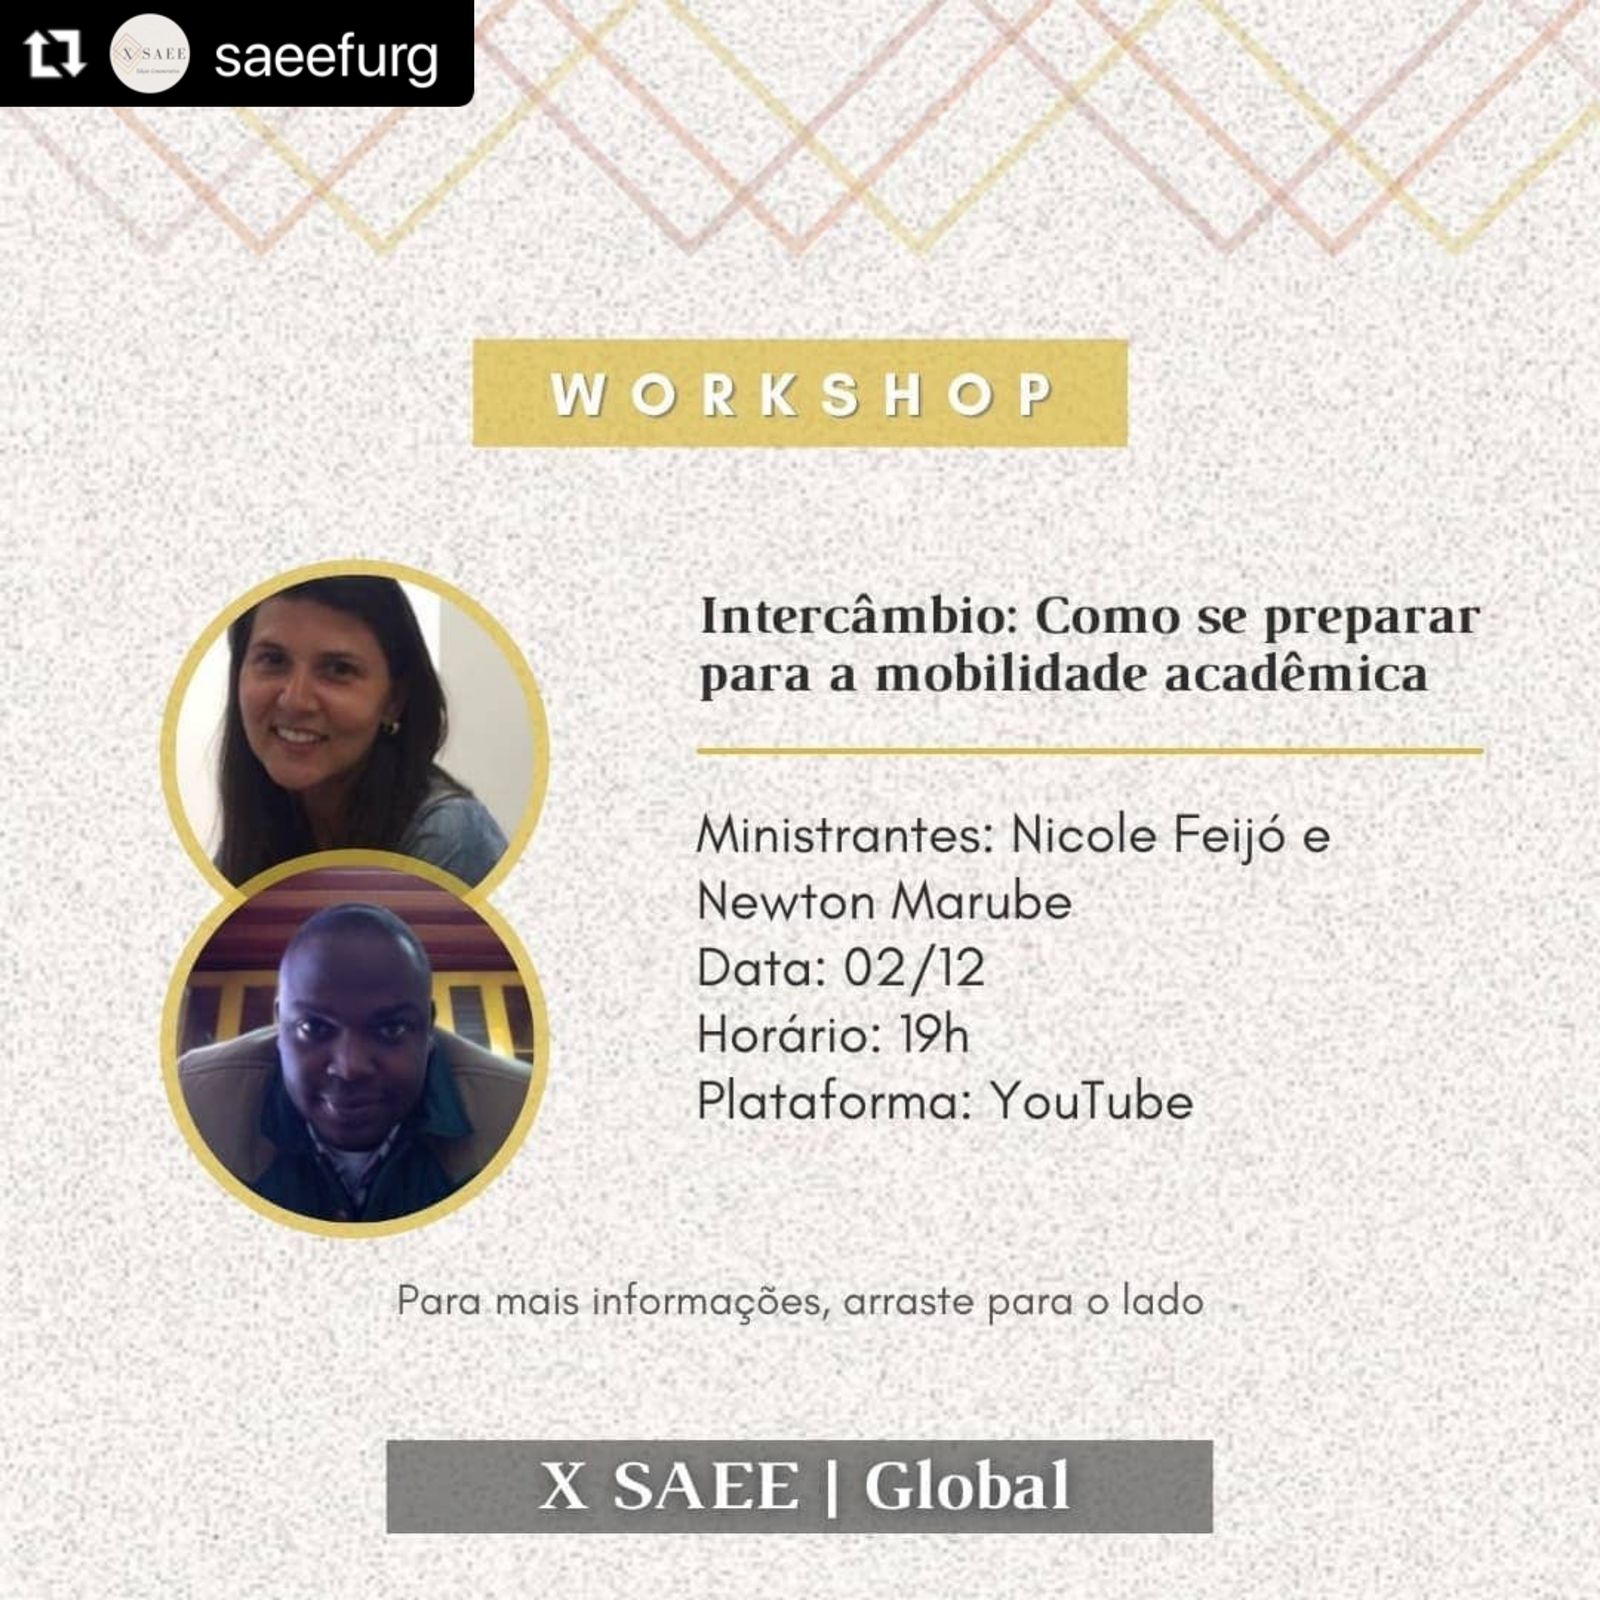 saeefurg
X SAEE
WORKSHOP
Intercâmbio: Como se preparar
para a mobilidade acadêmica
Ministrantes: Nicole Feijó e
Newton Marube
Data: 02/12
Horário: 19h
Plataforma: YouTube
Para mais informações, arraste para o lado
X SAEE | Global